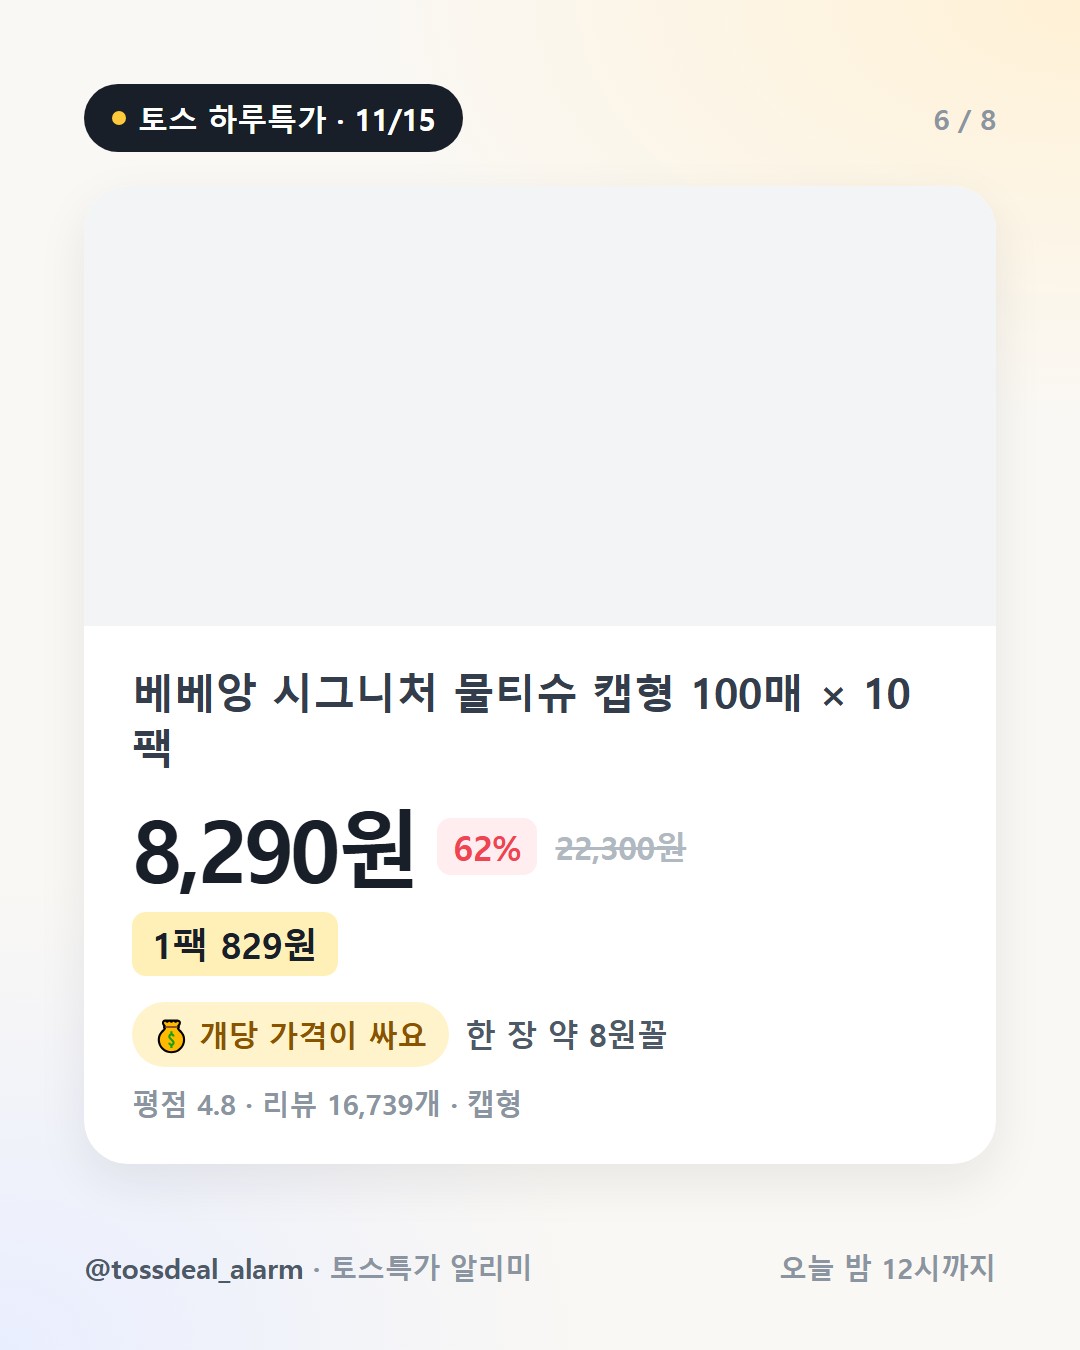 토스 하루특가 · 11/15
6 / 8
베베앙 시그니처 물티슈 캡형 100매 × 10
팩
8,290원 62% 22,300원
1팩 829원
개당 가격이 싸요 한 장 약 8원꼴
평점 4.8 · 리뷰 16,739개 · 캡형
@tossdeal_alarm · 토스특가 알리미
오늘 밤 12시까지